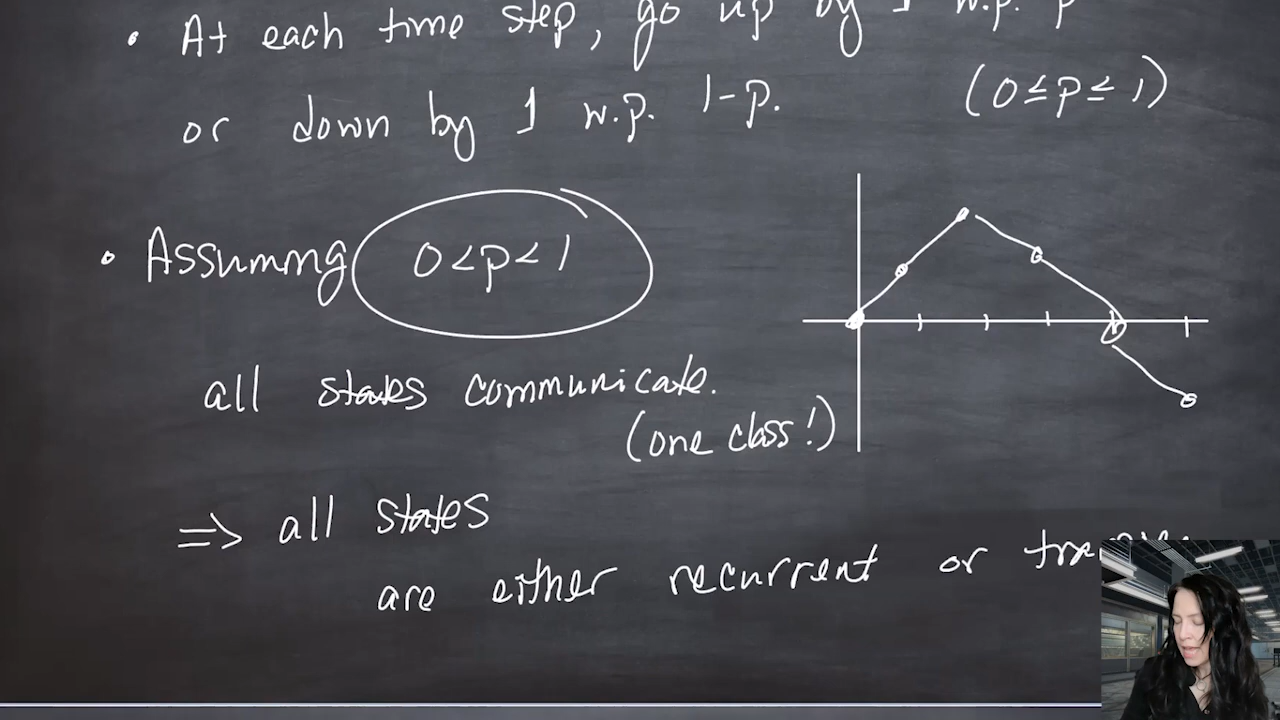 • At each time step, go up by 1 w.p. p
or down by 1 w.p. 1-p. (0≤p≤1)
• Assuming 0<p<1
all states communicate.
(one class!)
=> all states
are either recurrent or